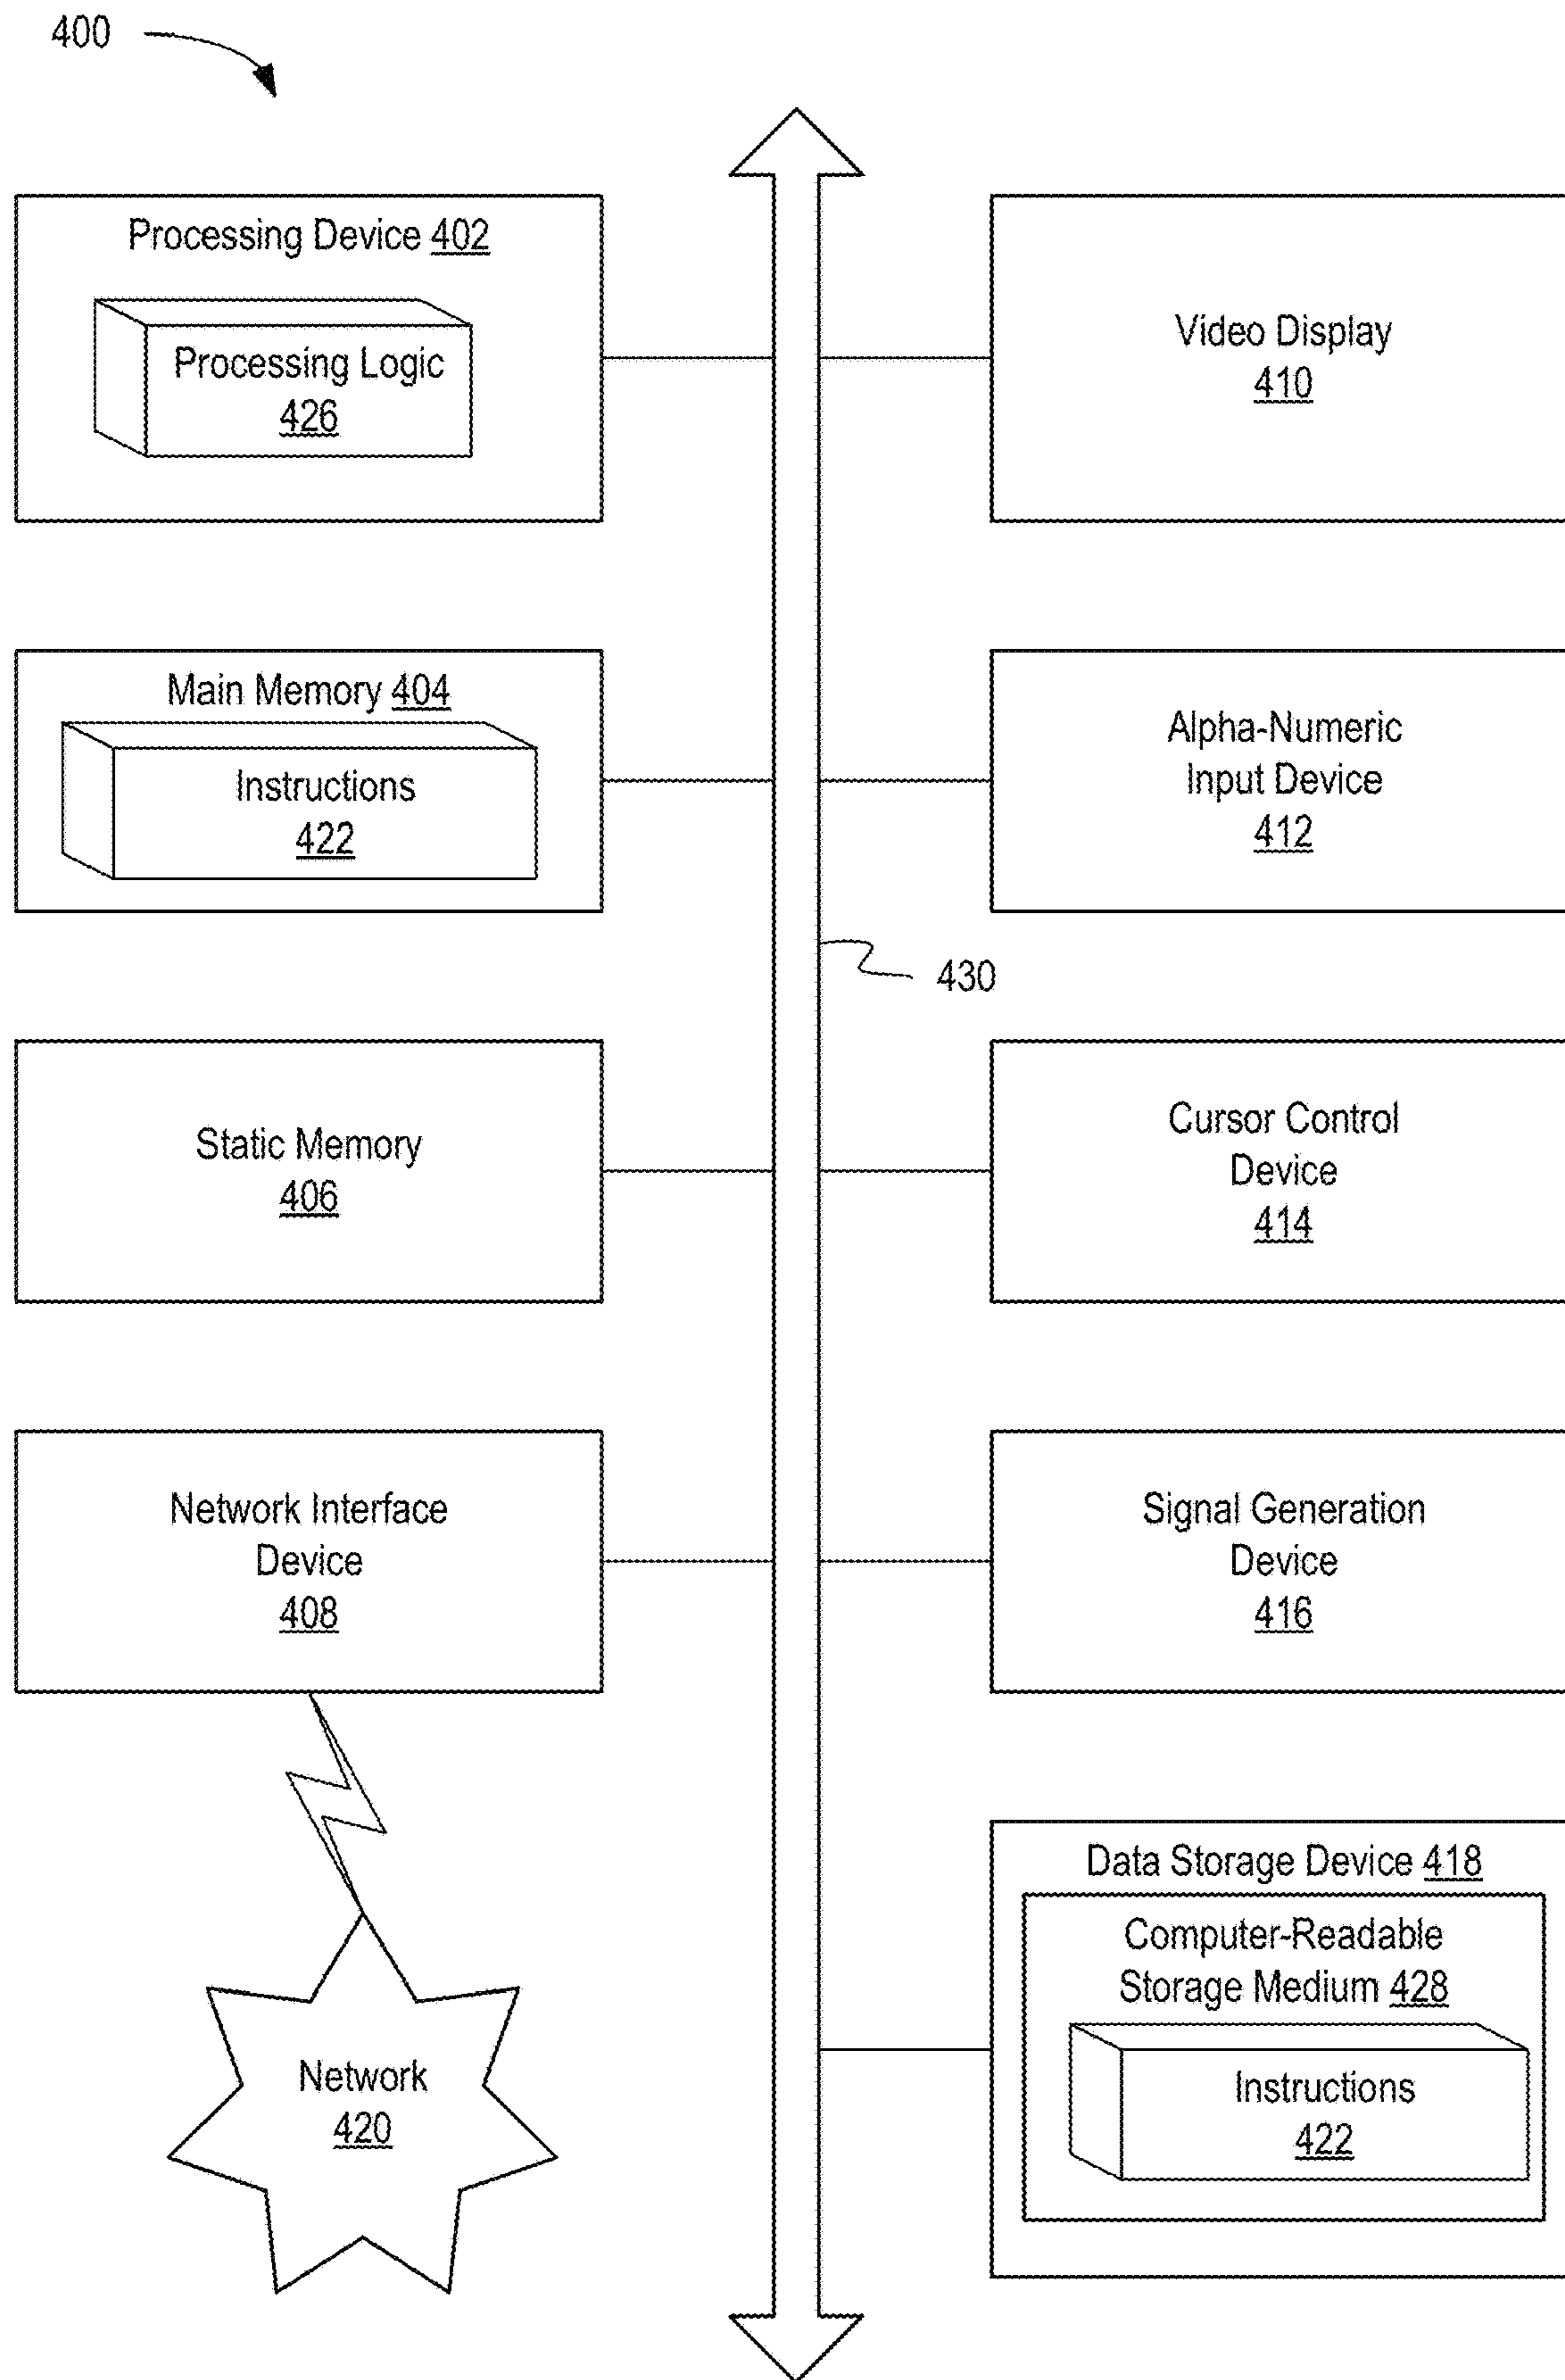 400
Processing Device 402
Processing Logic
426
Video Display
410
Main Memory 404
Instructions
422
Alpha-Numeric
Input Device
412
430
Static Memory
406
Cursor Control
Device
414
Network Interface
Device
408
Signal Generation
Device
416
Data Storage Device 418
Computer-Readable
Storage Medium 428
Instructions
422
Network
420